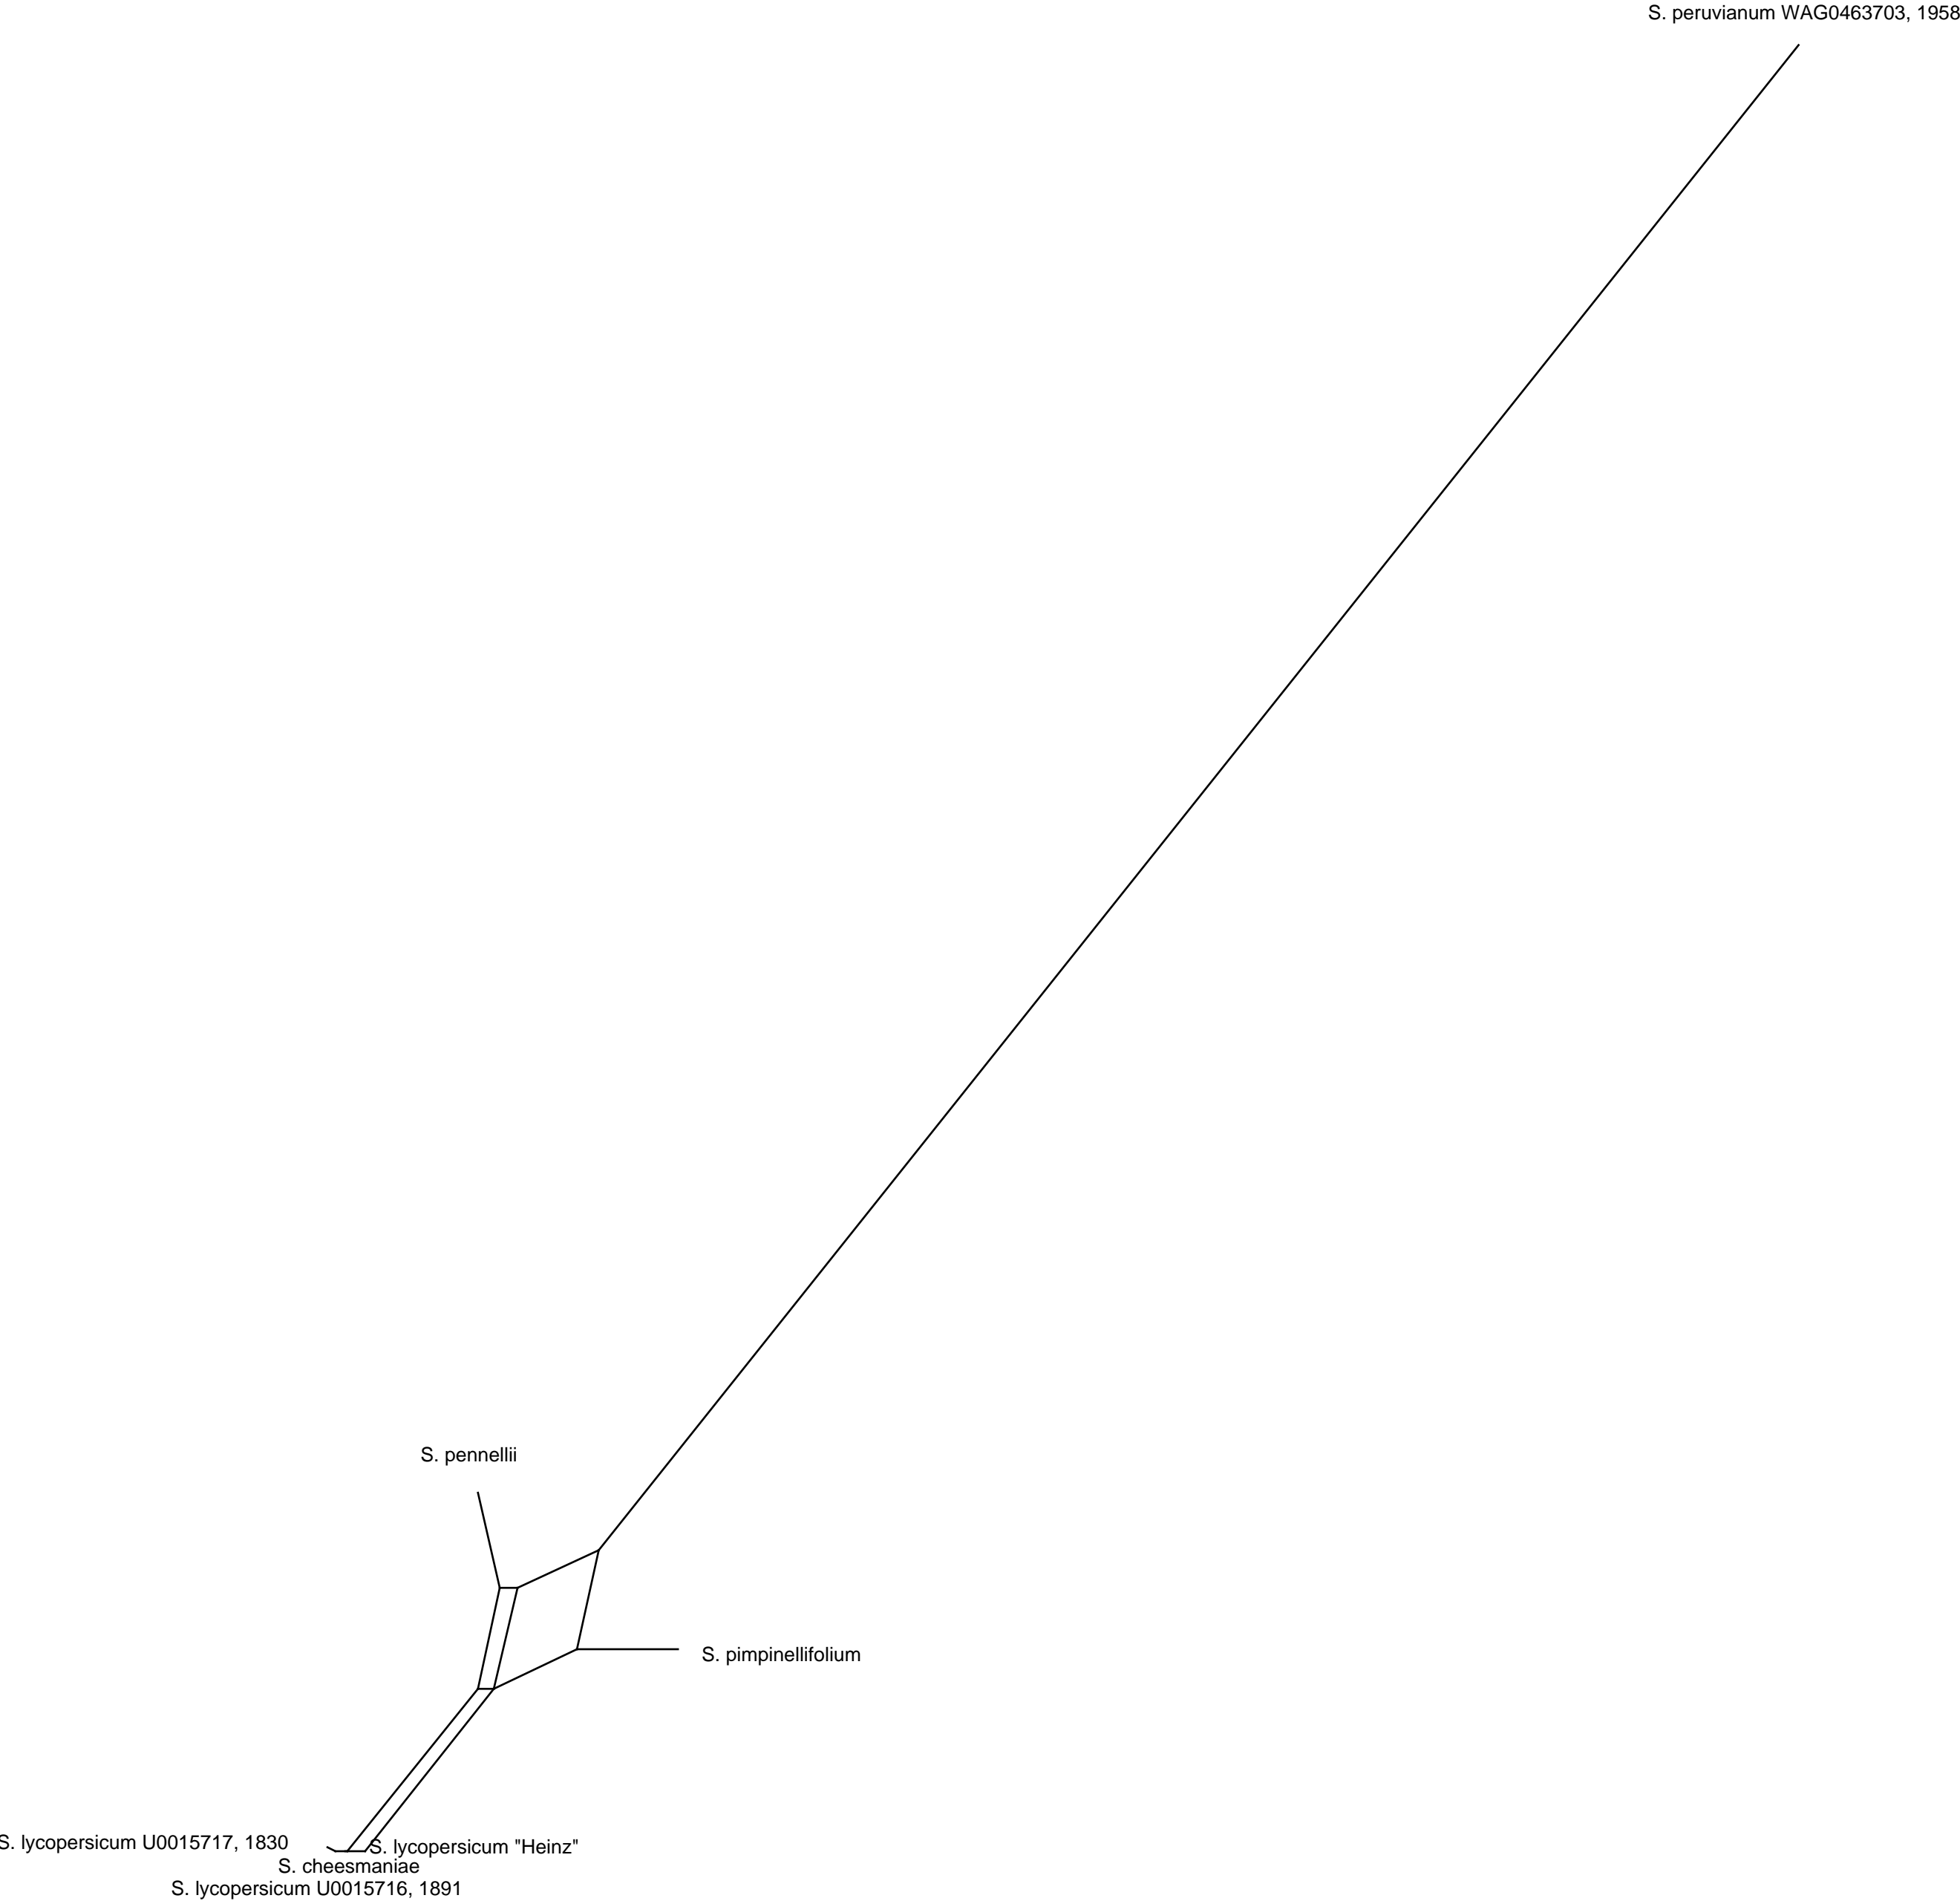 S. peruvianum WAG0463703, 1958
S. pennellii
S. pimpinellifolium
S. lycopersicum U0015717, 1830
S. lycopersicum "Heinz"
S. cheesmaniae
S. lycopersicum U0015716, 1891